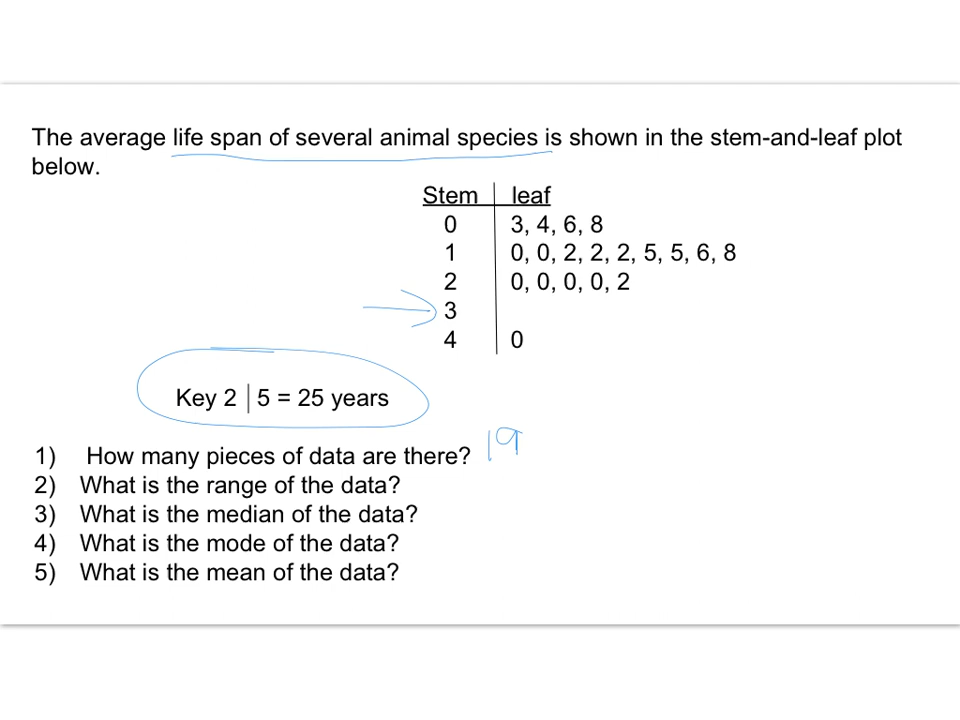 The average life span of several animal species is shown in the stem-and-leaf plot
below.
Stem leaf
0 3, 4, 6, 8
1 0, 0, 2, 2, 2, 5, 5, 6, 8
2 0, 0, 0, 0, 2
3
4 0
Key 2 | 5 = 25 years
1) How many pieces of data are there? 19
2) What is the range of the data?
3) What is the median of the data?
4) What is the mode of the data?
5) What is the mean of the data?